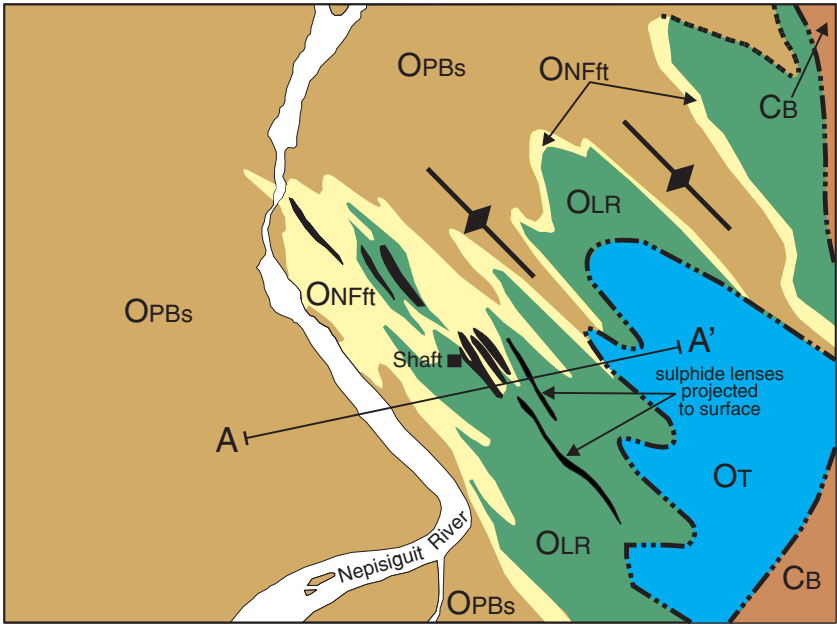 OPBs
ONFft
CB
OLR
OPBs
ONFft
Shaft
A'
sulphide lenses
projected
to surface
A
OT
OLR
Nepisiguit River
CB
OPBs